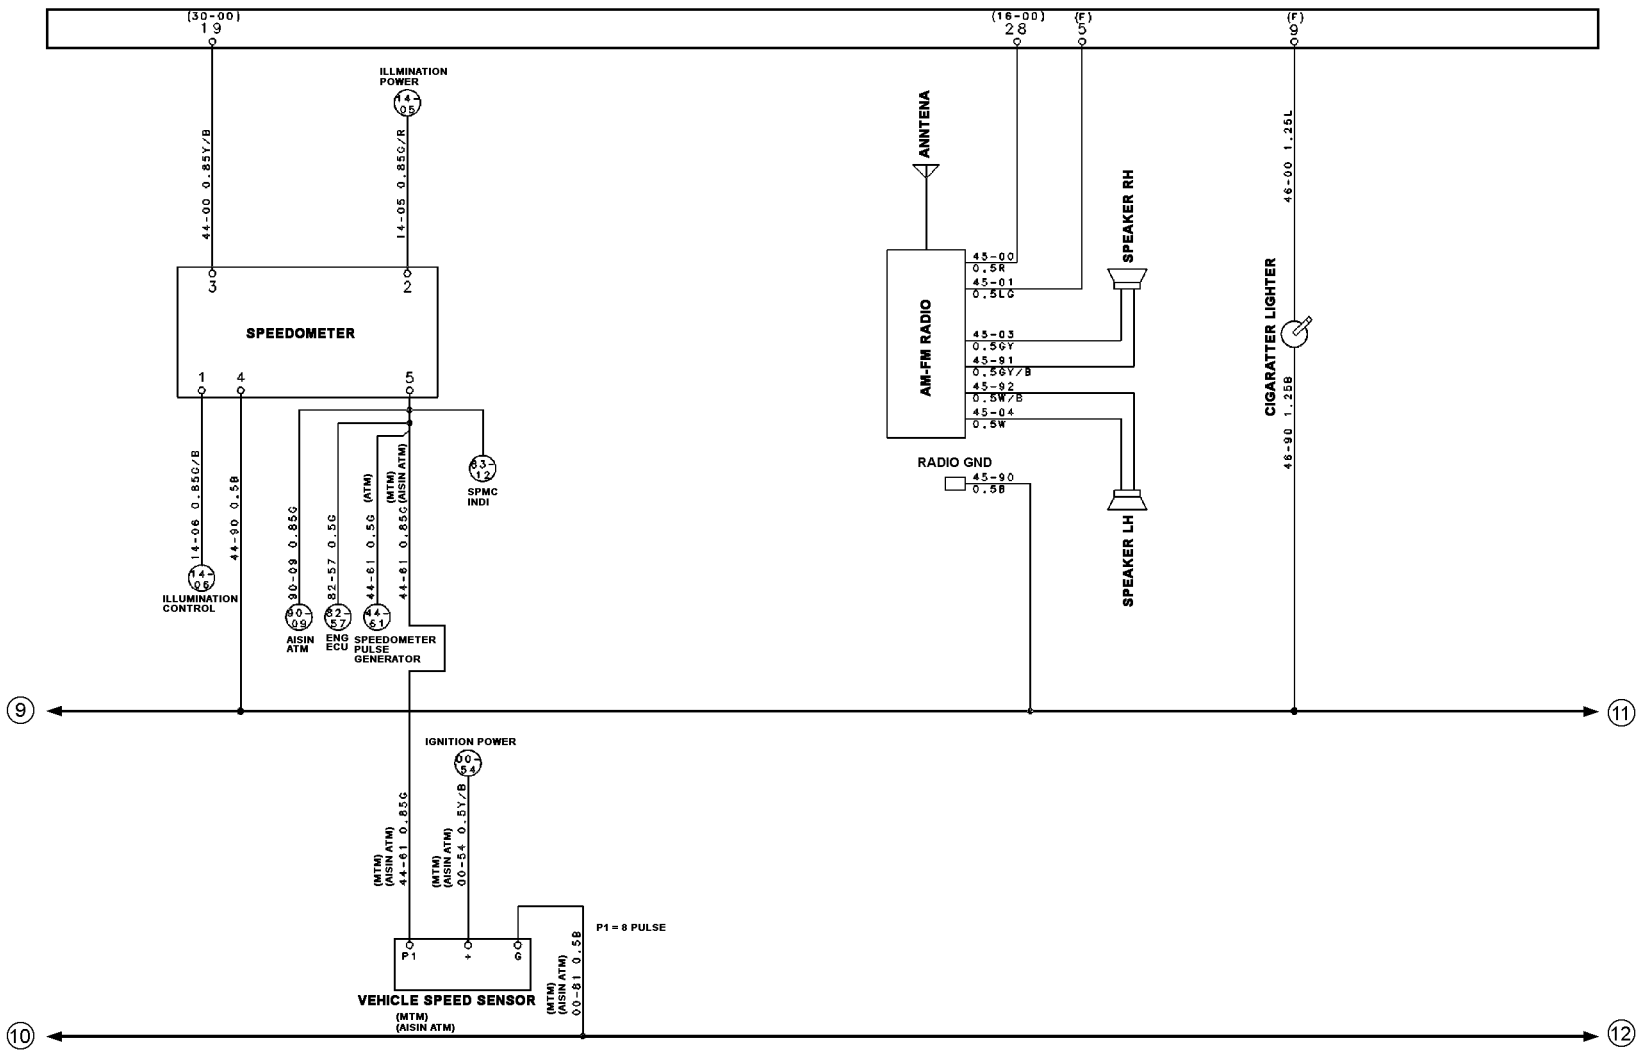 (30-00)
19
(16-00)
28
(F)
5
(F)
9
ILLMINATION
POWER
14-
05
44-00 0.85Y/B
14-05 0.85G/R
3
2
SPEEDOMETER
1
4
5
14-06 0.85G/B
44-90 0.5B
90-09 0.85G
82-57 0.5G
44-61 0.5G (ATM)
44-61 0.85G
(MTM)
(AISIN ATM)
83-
12
SPMC
INDI
14-
06
ILLUMINATION
CONTROL
90-
09
AISIN
ATM
82-
57
ENG
ECU
44-
61
SPEEDOMETER
PULSE
GENERATOR
ANNTENA
AM-FM RADIO
45-00
0.5R
45-01
0.5LG
45-03
0.5GY
45-91
0.5GY/B
45-92
0.5W/B
45-04
0.5W
RADIO GND
45-90
0.5B
SPEAKER RH
SPEAKER LH
46-00 1.25L
CIGARATTER LIGHTER
46-90 1.25B
9
11
IGNITION POWER
00-
54
(MTM)
(AISIN ATM)
44-61 0.85G
(MTM)
(AISIN ATM)
00-54 0.5Y/B
P1
+
G
P1 = 8 PULSE
(MTM)
(AISIN ATM)
00-81 0.5B
VEHICLE SPEED SENSOR
(MTM)
(AISIN ATM)
10
12